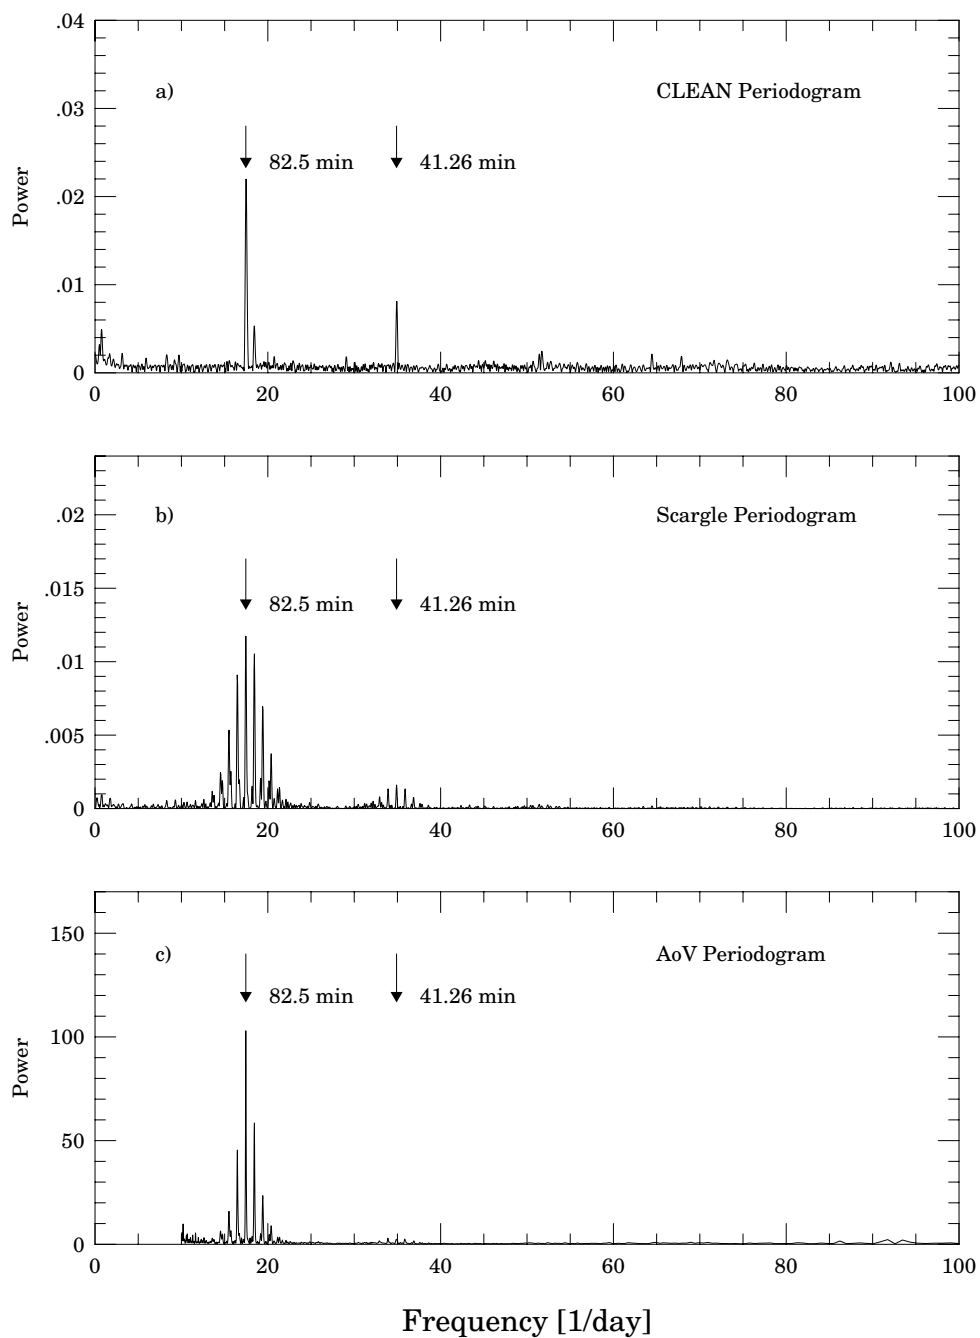 .04
a) CLEAN Periodogram
.03
82.5 min 41.26 min
Power
.02
.01
0
0 20 40 60 80 100
b) Scargle Periodogram
.02
.015
82.5 min 41.26 min
Power
.01
.005
0
0 20 40 60 80 100
150
c) AoV Periodogram
82.5 min 41.26 min
Power
100
50
0
0 20 40 60 80 100
Frequency [1/day]